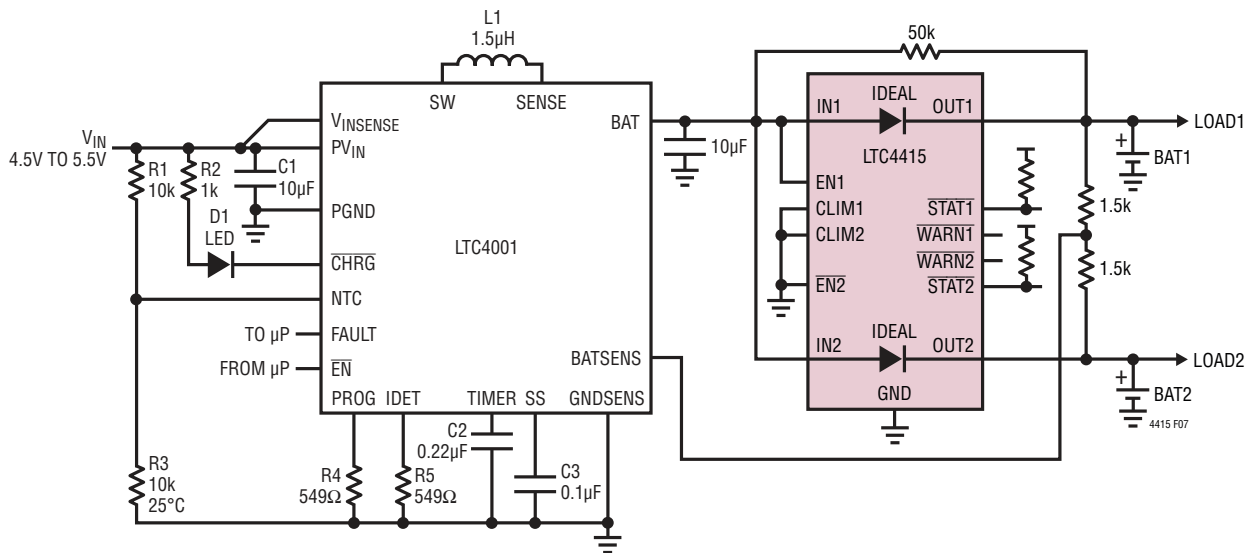 L1
1.5µH
50k
SW
SENSE
VIN
4.5V TO 5.5V
VINSENSE
PVIN
BAT
R1
10k
R2
1k
C1
10µF
D1
LED
PGND
CHRG
LTC4001
NTC
TO µP
FAULT
FROM µP
EN
BATSENS
PROG
IDET
TIMER
SS
GNDSENS
R3
10k
25°C
R4
549Ω
R5
549Ω
C2
0.22µF
C3
0.1µF
10µF
IN1
IDEAL
OUT1
LTC4415
EN1
CLIM1
CLIM2
STAT1
WARN1
WARN2
EN2
STAT2
IN2
IDEAL
OUT2
GND
LOAD1
+
BAT1
1.5k
1.5k
LOAD2
+
BAT2
4415 F07